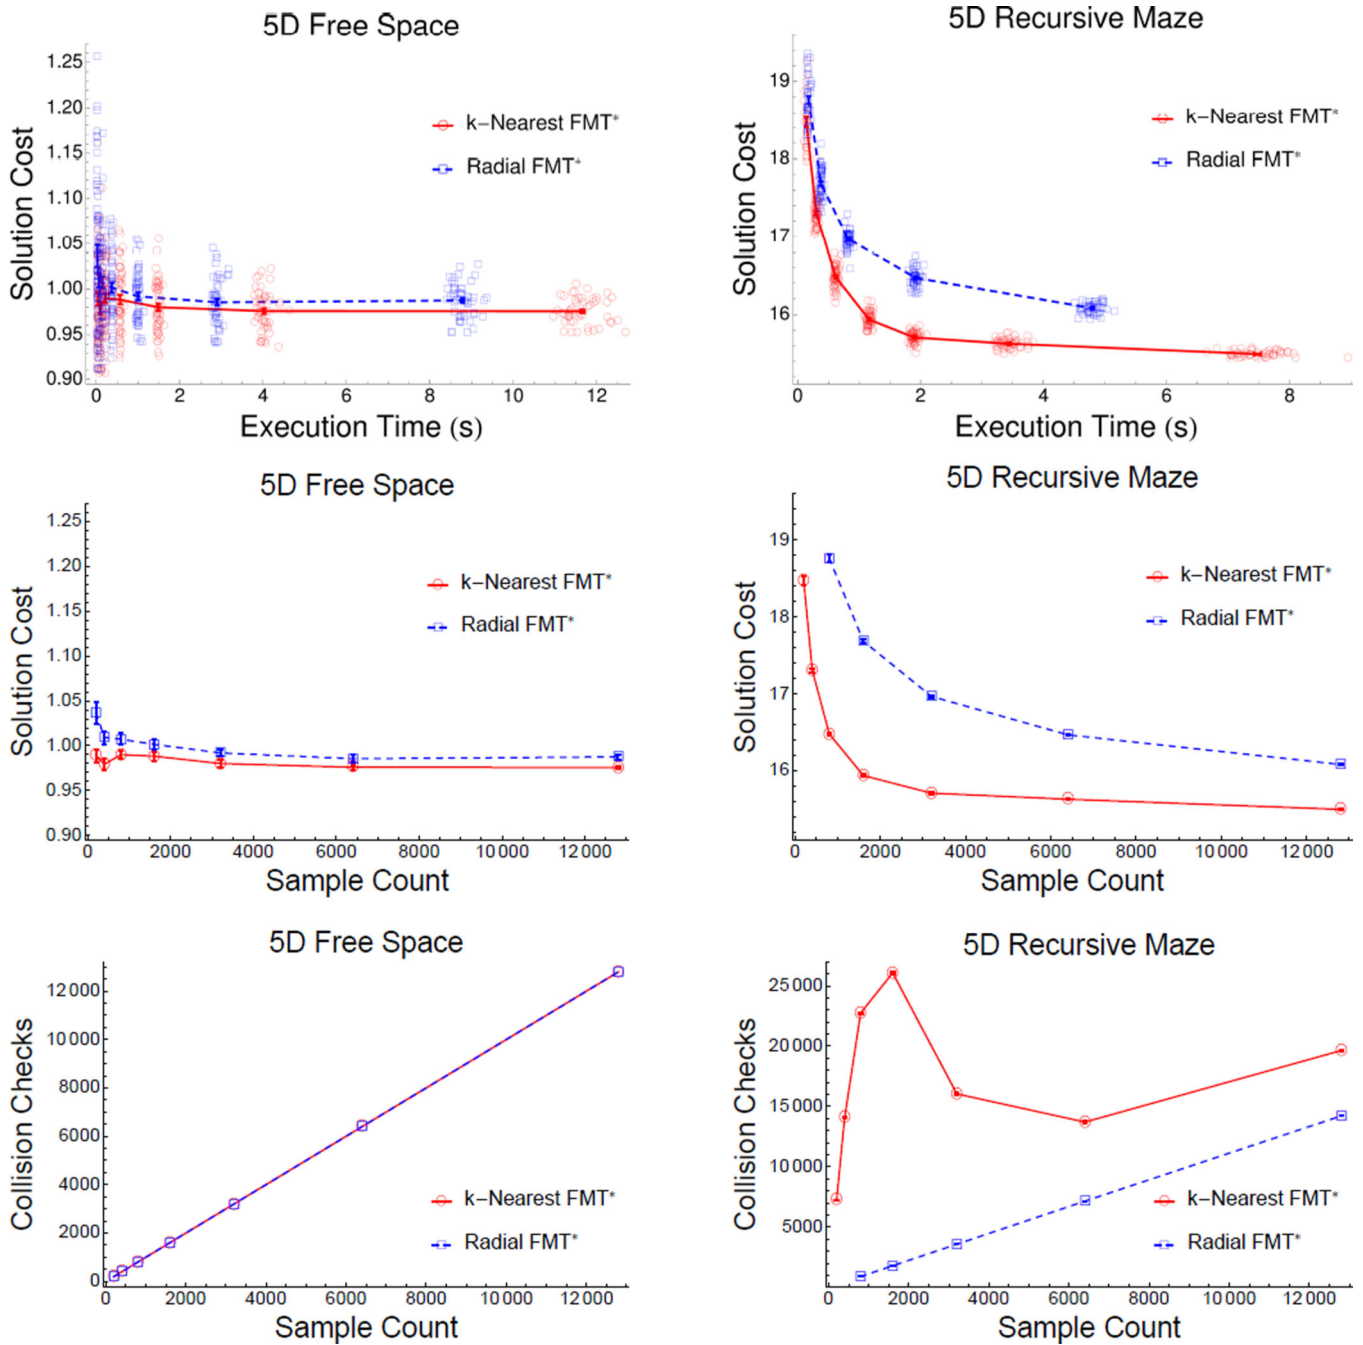 5D Free Space
Solution Cost
1.25
1.20
1.15
1.10
1.05
1.00
0.95
0.90
k-Nearest FMT*
Radial FMT*
0 2 4 6 8 10 12
Execution Time (s)
5D Recursive Maze
Solution Cost
19
18
17
16
k-Nearest FMT*
Radial FMT*
0 2 4 6 8
Execution Time (s)
5D Free Space
Solution Cost
1.25
1.20
1.15
1.10
1.05
1.00
0.95
0.90
k-Nearest FMT*
Radial FMT*
0 2000 4000 6000 8000 10000 12000
Sample Count
5D Recursive Maze
Solution Cost
19
18
17
16
k-Nearest FMT*
Radial FMT*
0 2000 4000 6000 8000 10000 12000
Sample Count
5D Free Space
Collision Checks
12000
10000
8000
6000
4000
2000
0
k-Nearest FMT*
Radial FMT*
0 2000 4000 6000 8000 10000 12000
Sample Count
5D Recursive Maze
Collision Checks
25000
20000
15000
10000
5000
k-Nearest FMT*
Radial FMT*
0 2000 4000 6000 8000 10000 12000
Sample Count